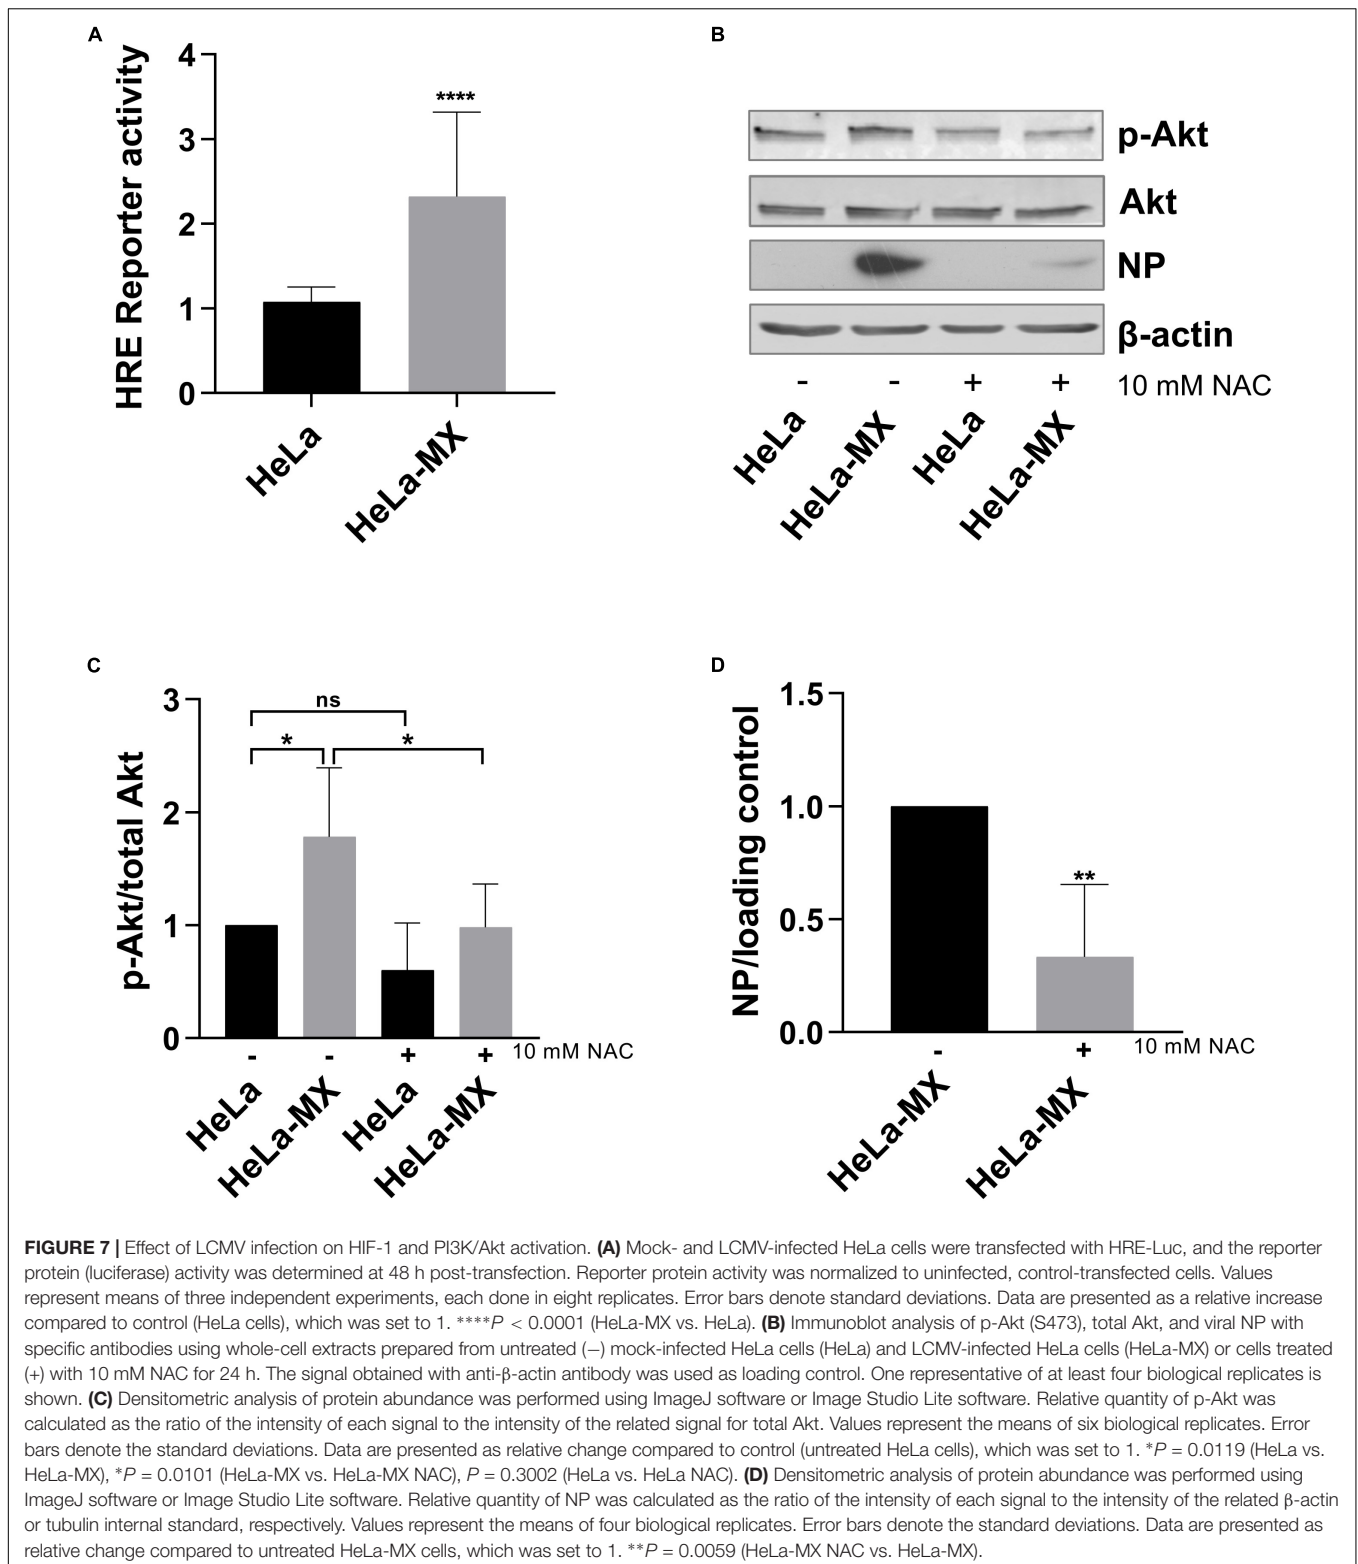 A
HRE Reporter activity
4
3
2
1
0
****
HeLa
HeLa-MX
B
p-Akt
Akt
NP
β-actin
- - + + 10 mM NAC
HeLa
HeLa-MX
HeLa
HeLa-MX
C
p-Akt/total Akt
3
2
1
0
ns
* *
- - + + 10 mM NAC
HeLa
HeLa-MX
HeLa
HeLa-MX
D
NP/loading control
1.5
1.0
0.5
0.0
**
- + 10 mM NAC
HeLa-MX
HeLa-MX
FIGURE 7 | Effect of LCMV infection on HIF-1 and PI3K/Akt activation. (A) Mock- and LCMV-infected HeLa cells were transfected with HRE-Luc, and the reporter
protein (luciferase) activity was determined at 48 h post-transfection. Reporter protein activity was normalized to uninfected, control-transfected cells. Values
represent means of three independent experiments, each done in eight replicates. Error bars denote standard deviations. Data are presented as a relative increase
compared to control (HeLa cells), which was set to 1. ****P < 0.0001 (HeLa-MX vs. HeLa). (B) Immunoblot analysis of p-Akt (S473), total Akt, and viral NP with
specific antibodies using whole-cell extracts prepared from untreated (−) mock-infected HeLa cells (HeLa) and LCMV-infected HeLa cells (HeLa-MX) or cells treated
(+) with 10 mM NAC for 24 h. The signal obtained with anti-β-actin antibody was used as loading control. One representative of at least four biological replicates is
shown. (C) Densitometric analysis of protein abundance was performed using ImageJ software or Image Studio Lite software. Relative quantity of p-Akt was
calculated as the ratio of the intensity of each signal to the intensity of the related signal for total Akt. Values represent the means of six biological replicates. Error
bars denote the standard deviations. Data are presented as relative change compared to control (untreated HeLa cells), which was set to 1. *P = 0.0119 (HeLa vs.
HeLa-MX), *P = 0.0101 (HeLa-MX vs. HeLa-MX NAC), P = 0.3002 (HeLa vs. HeLa NAC). (D) Densitometric analysis of protein abundance was performed using
ImageJ software or Image Studio Lite software. Relative quantity of NP was calculated as the ratio of the intensity of each signal to the intensity of the related β-actin
or tubulin internal standard, respectively. Values represent the means of four biological replicates. Error bars denote the standard deviations. Data are presented as
relative change compared to untreated HeLa-MX cells, which was set to 1. **P = 0.0059 (HeLa-MX NAC vs. HeLa-MX).